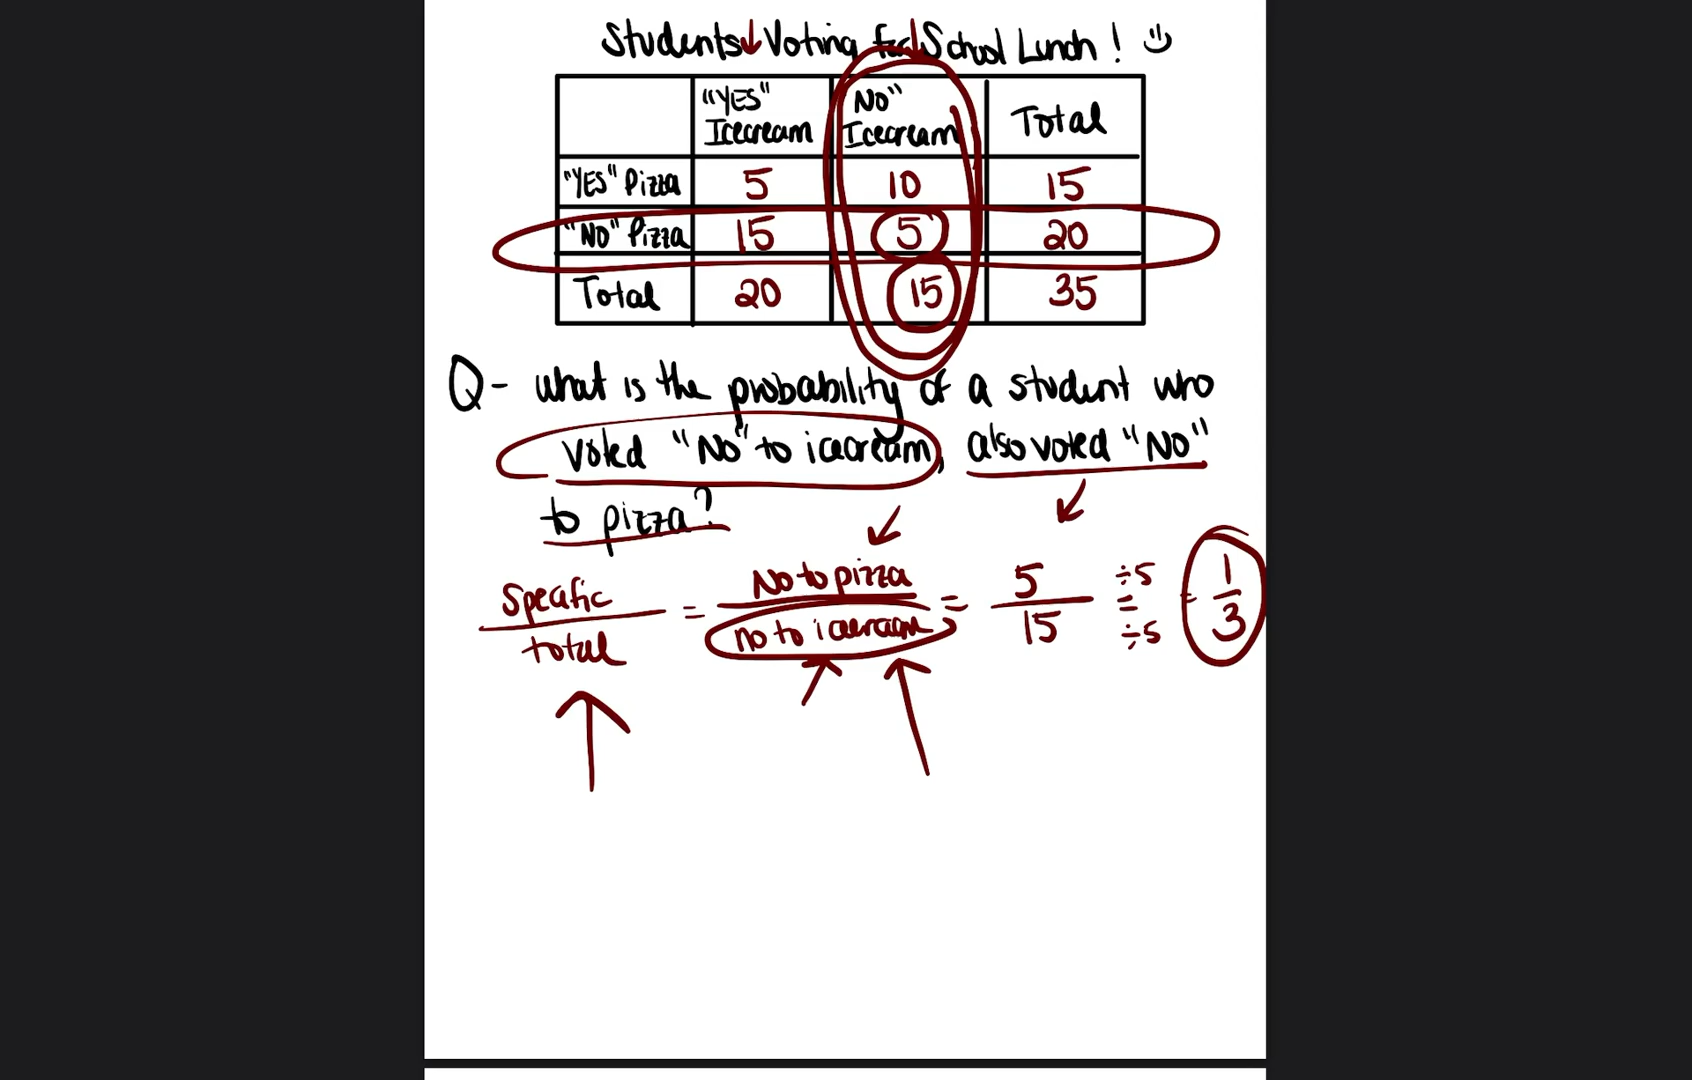 Students Voting for School Lunch! :)
"YES" Icecream NO" Icecream Total
"YES" Pizza 5 10 15
"NO" Pizza 15 5 20
Total 20 15 35
Q- what is the probability of a student who
voted "No" to icecream, also voted "NO"
to pizza?
Specific / total = No to pizza / no to icecream = 5 / 15 ÷5 = ÷5 = 1 / 3